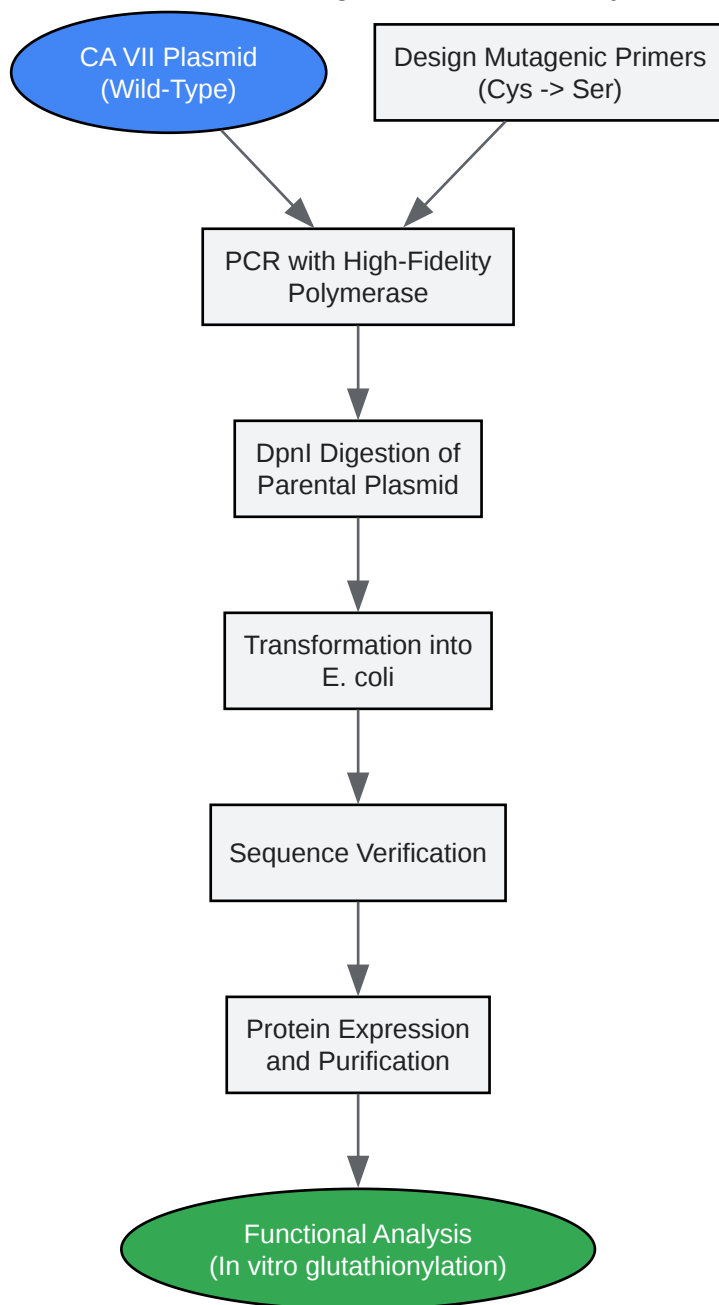 CA VII Plasmid
(Wild-Type)
Design Mutagenic Primers
(Cys -> Ser)
PCR with High-Fidelity
Polymerase
DpnI Digestion of
Parental Plasmid
Transformation into
E. coli
Sequence Verification
Protein Expression
and Purification
Functional Analysis
(In vitro glutathionylation)